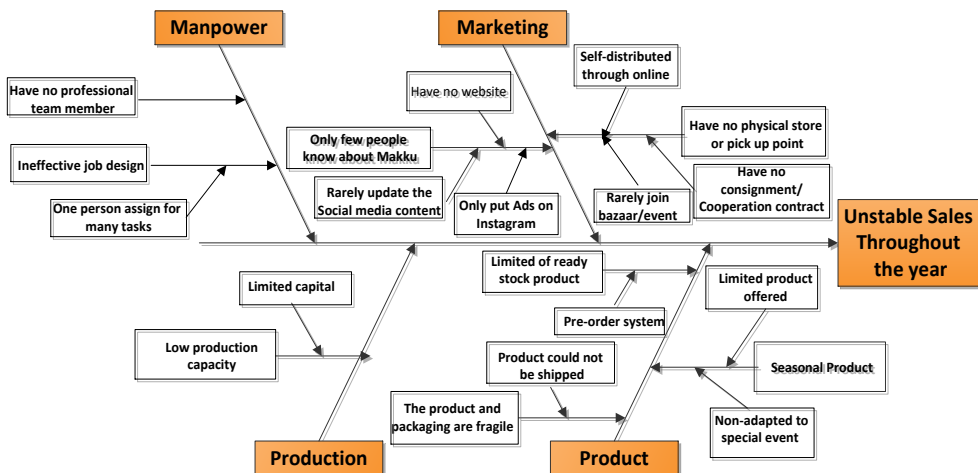 Manpower
Marketing
Self-distributed
through online
Have no professional
team member
Have no website
Only few people
know about Makku
Have no physical store
or pick up point
Ineffective job design
Rarely update the
Social media content
Only put Ads on
Instagram
Rarely join
bazaar/event
Have no
consignment/
Cooperation contract
One person assign for
many tasks
Unstable Sales
Throughout
the year
Limited of ready
stock product
Limited capital
Limited product
offered
Pre-order system
Low production
capacity
Product could not
be shipped
Seasonal Product
The product and
packaging are fragile
Non-adapted to
special event
Production
Product